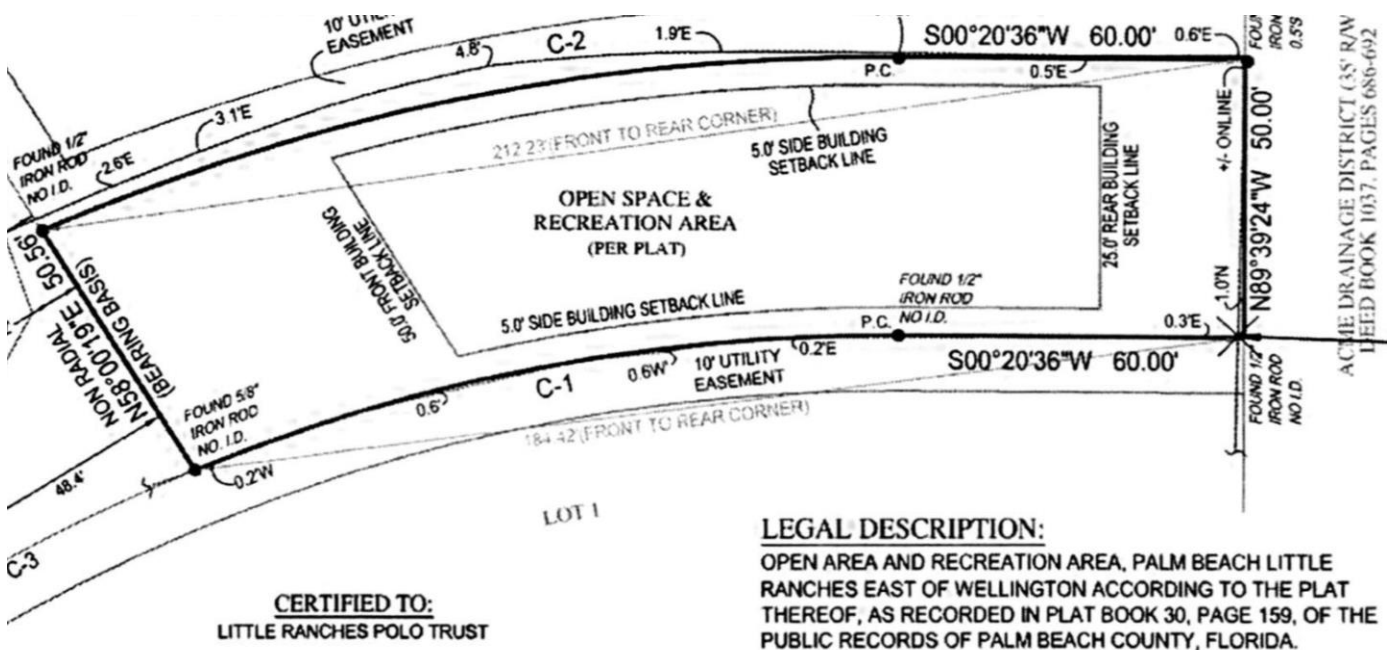 10' UTILITY
EASEMENT
4.8'
C-2
1.9'E
S00°20'36"W 60.00'
0.6'E
P.C.
0.5'E
IRON
0.5'S
3.1'E
2.6'E
FOUND 1/2"
IRON ROD
NO I.D.
212.23'(FRONT TO REAR CORNER)
5.0' SIDE BUILDING
SETBACK LINE
+/- ONLINE
N89°39'24"W 50.00'
ACME DRAINAGE DISTRICT (35' R/W
DEED BOOK 1037, PAGES 686-692
OPEN SPACE &
RECREATION AREA
(PER PLAT)
50.0' FRONT BUILDING
SETBACK LINE
25.0' REAR BUILDING
SETBACK LINE
NON RADIAL
N58°00'19"E 50.56'
(BEARING BASIS)
5.0' SIDE BUILDING SETBACK LINE
FOUND 1/2"
IRON ROD
NO I.D.
P.C.
1.0'N
0.3'E
0.2'E
S00°20'36"W 60.00'
0.6'W
10' UTILITY
EASEMENT
C-1
0.6'
FOUND 5/8"
IRON ROD
NO. I.D.
184.42'(FRONT TO REAR CORNER)
FOUND 1/2"
IRON ROD
NO I.D.
0.2'W
48.4'
C-3
LOT 1
LEGAL DESCRIPTION:
OPEN AREA AND RECREATION AREA, PALM BEACH LITTLE
RANCHES EAST OF WELLINGTON ACCORDING TO THE PLAT
THEREOF, AS RECORDED IN PLAT BOOK 30, PAGE 159, OF THE
PUBLIC RECORDS OF PALM BEACH COUNTY, FLORIDA.
CERTIFIED TO:
LITTLE RANCHES POLO TRUST